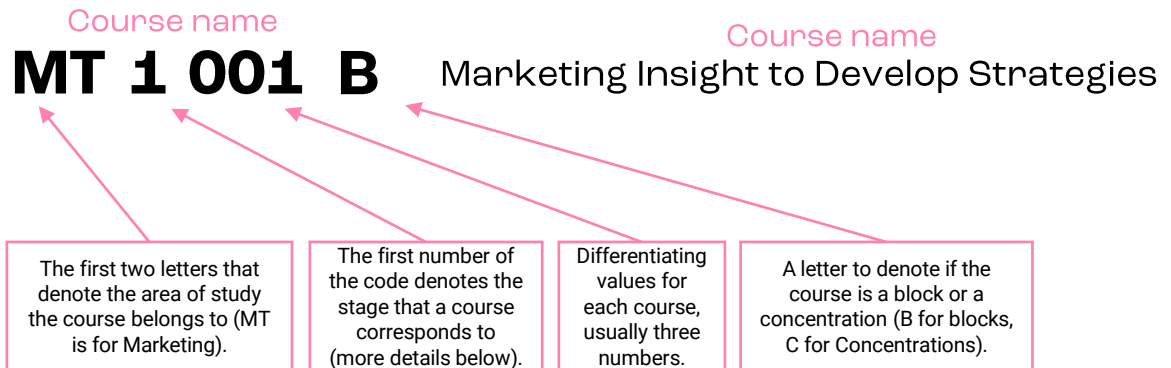 Course name
MT 1 001 B
Course name
Marketing Insight to Develop Strategies
The first two letters that
denote the area of study
the course belongs to (MT
is for Marketing).
The first number of
the code denotes the
stage that a course
corresponds to
(more details below).
Differentiating
values for
each course,
usually three
numbers.
A letter to denote if the
course is a block or a
concentration (B for blocks,
C for Concentrations).